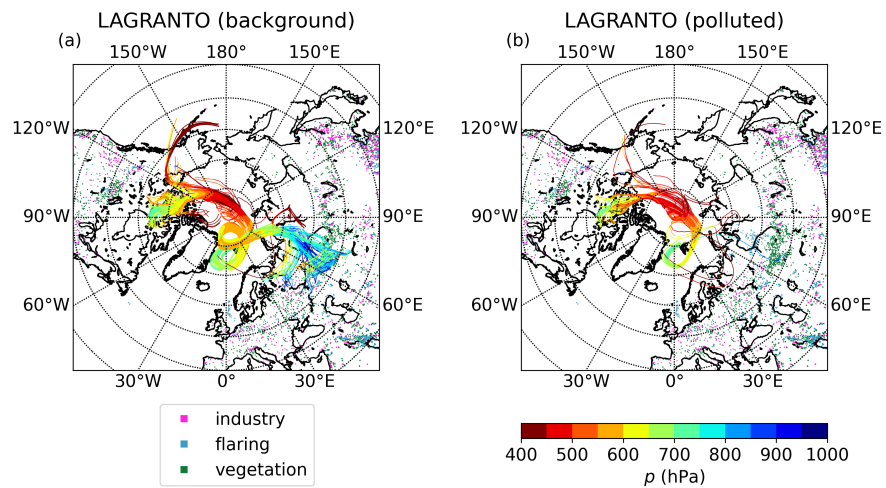 LAGRANTO (background)
(a)
150°W 180° 150°E
120°W 120°E
90°W 90°E
60°W 60°E
30°W 0° 30°E
industry
flaring
vegetation
LAGRANTO (polluted)
(b)
150°W 180° 150°E
120°W 120°E
90°W 90°E
60°W 60°E
30°W 0° 30°E
400 500 600 700 800 900 1000
p (hPa)